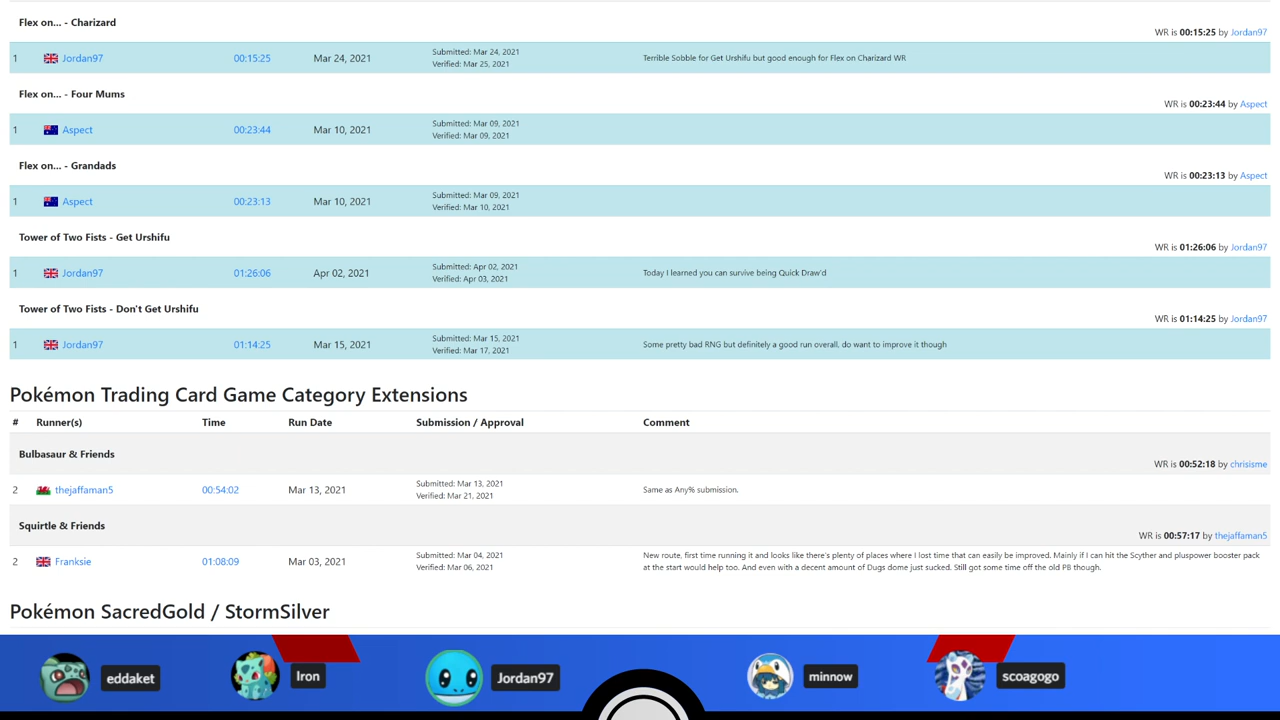 Flex on... - Charizard
WR is 00:15:25 by Jordan97
1 Jordan97 00:15:25 Mar 24, 2021 Submitted: Mar 24, 2021 Terrible Sobble for Get Urshifu but good enough for Flex on Charizard WR
Verified: Mar 25, 2021
Flex on... - Four Mums
WR is 00:23:44 by Aspect
1 Aspect 00:23:44 Mar 10, 2021 Submitted: Mar 09, 2021
Verified: Mar 09, 2021
Flex on... - Grandads
WR is 00:23:13 by Aspect
1 Aspect 00:23:13 Mar 10, 2021 Submitted: Mar 09, 2021
Verified: Mar 10, 2021
Tower of Two Fists - Get Urshifu
WR is 01:26:06 by Jordan97
1 Jordan97 01:26:06 Apr 02, 2021 Submitted: Apr 02, 2021 Today I learned you can survive being Quick Draw'd
Verified: Apr 03, 2021
Tower of Two Fists - Don't Get Urshifu
WR is 01:14:25 by Jordan97
1 Jordan97 01:14:25 Mar 15, 2021 Submitted: Mar 15, 2021 Some pretty bad RNG but definitely a good run overall, do want to improve it though
Verified: Mar 17, 2021
Pokémon Trading Card Game Category Extensions
# Runner(s) Time Run Date Submission / Approval Comment
Bulbasaur & Friends
WR is 00:52:18 by chrisisme
2 thejaffaman5 00:54:02 Mar 13, 2021 Submitted: Mar 13, 2021 Same as Any% submission.
Verified: Mar 21, 2021
Squirtle & Friends
WR is 00:57:17 by thejaffaman5
2 Franksie 01:08:09 Mar 03, 2021 Submitted: Mar 04, 2021 New route, first time running it and looks like there's plenty of places where I lost time that can easily be improved. Mainly if I can hit the Scyther and pluspower booster pack
Verified: Mar 06, 2021 at the start would help too. And even with a decent amount of Dugs dome just sucked. Still got some time off the old PB though.
Pokémon SacredGold / StormSilver
eddaket Iron Jordan97 minnow scoagogo